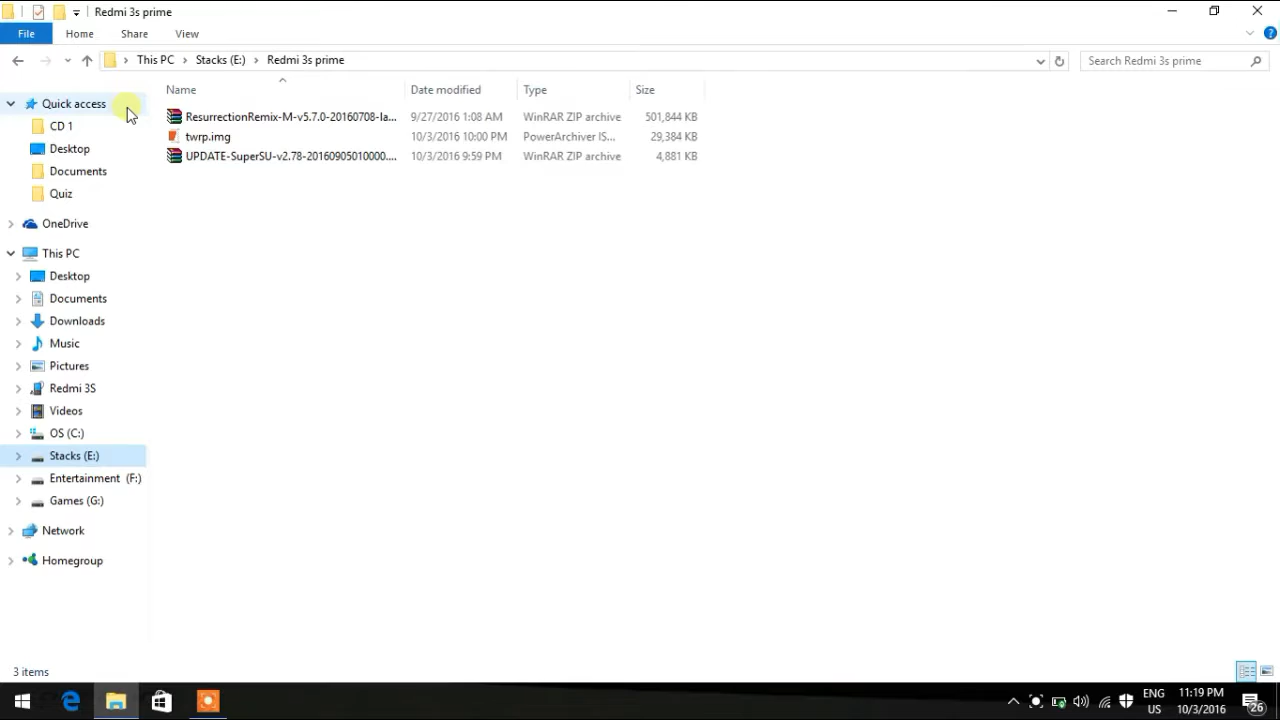 Redmi 3s prime
File Home Share View
This PC Stacks (E:) Redmi 3s prime Search Redmi 3s prime
Name Date modified Type Size
Quick access
ResurrectionRemix-M-v5.7.0-20160708-la... 9/27/2016 1:08 AM WinRAR ZIP archive 501,844 KB
CD 1
twrp.img 10/3/2016 10:00 PM PowerArchiver IS... 29,384 KB
Desktop
UPDATE-SuperSU-v2.78-20160905010000.... 10/3/2016 9:59 PM WinRAR ZIP archive 4,881 KB
Documents
Quiz
OneDrive
This PC
Desktop
Documents
Downloads
Music
Pictures
Redmi 3S
Videos
OS (C:)
Stacks (E:)
Entertainment (F:)
Games (G:)
Network
Homegroup
3 items
ENG 11:19 PM
US 10/3/2016 26